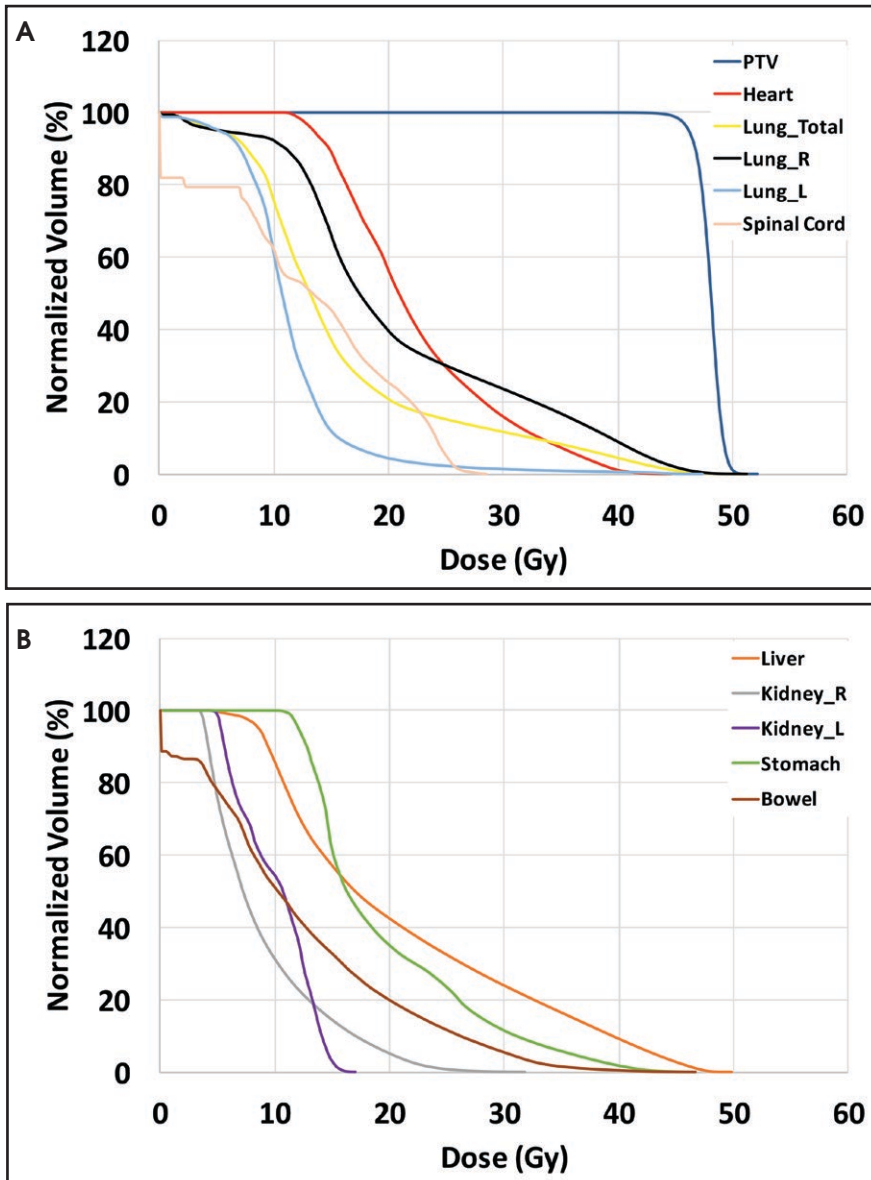 A
120
100
80
60
40
20
0
Normalized Volume (%)
PTV
Heart
Lung_Total
Lung_R
Lung_L
Spinal Cord
0 10 20 30 40 50 60
Dose (Gy)
B
120
100
80
60
40
20
0
Normalized Volume (%)
Liver
Kidney_R
Kidney_L
Stomach
Bowel
0 10 20 30 40 50 60
Dose (Gy)